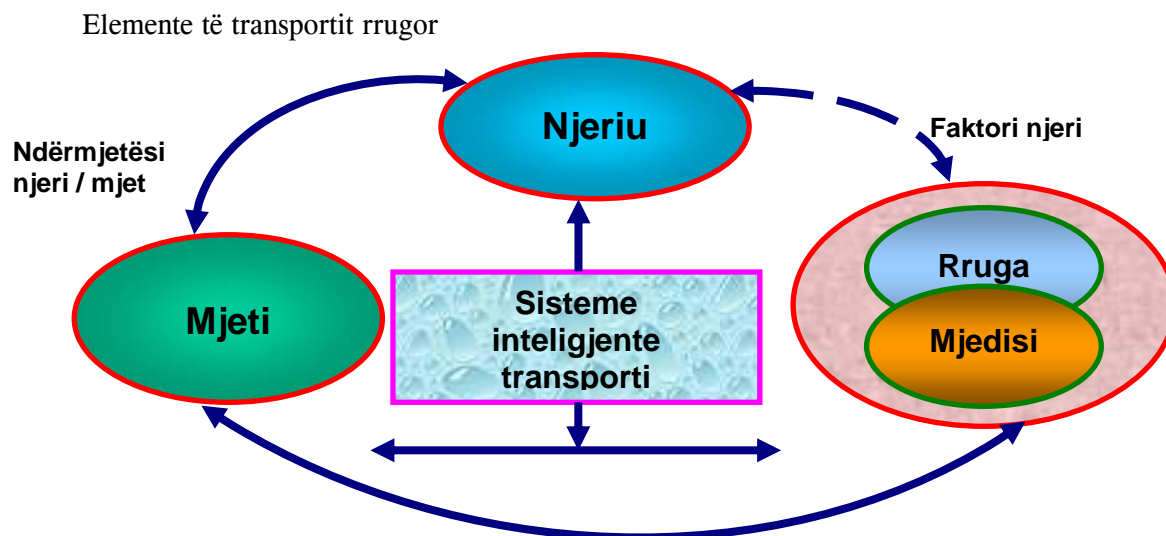 Elemente të transportit rrugor
Njeriu
Faktori njeri
Ndërmjetësi
njeri / mjet
Rruga
Mjeti
Sisteme
inteligjente
transporti
Mjedisi